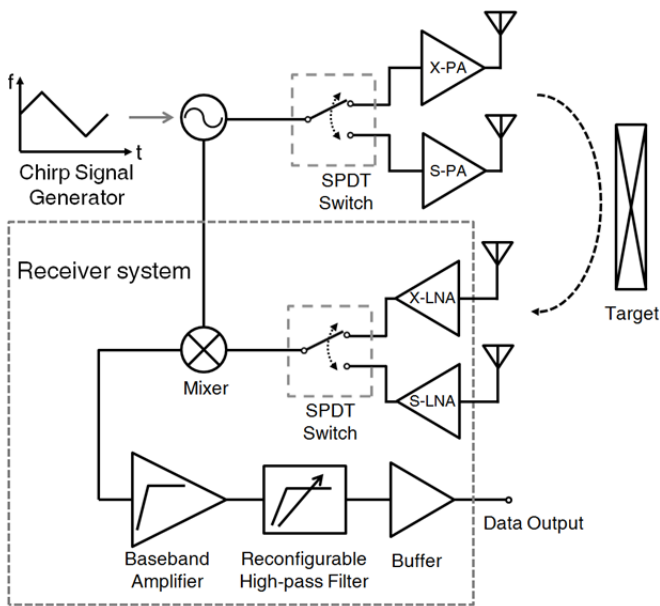 f
t
Chirp Signal
Generator
SPDT
Switch
X-PA
S-PA
Target
Receiver system
Mixer
SPDT
Switch
X-LNA
S-LNA
Baseband
Amplifier
Reconfigurable
High-pass Filter
Buffer
Data Output